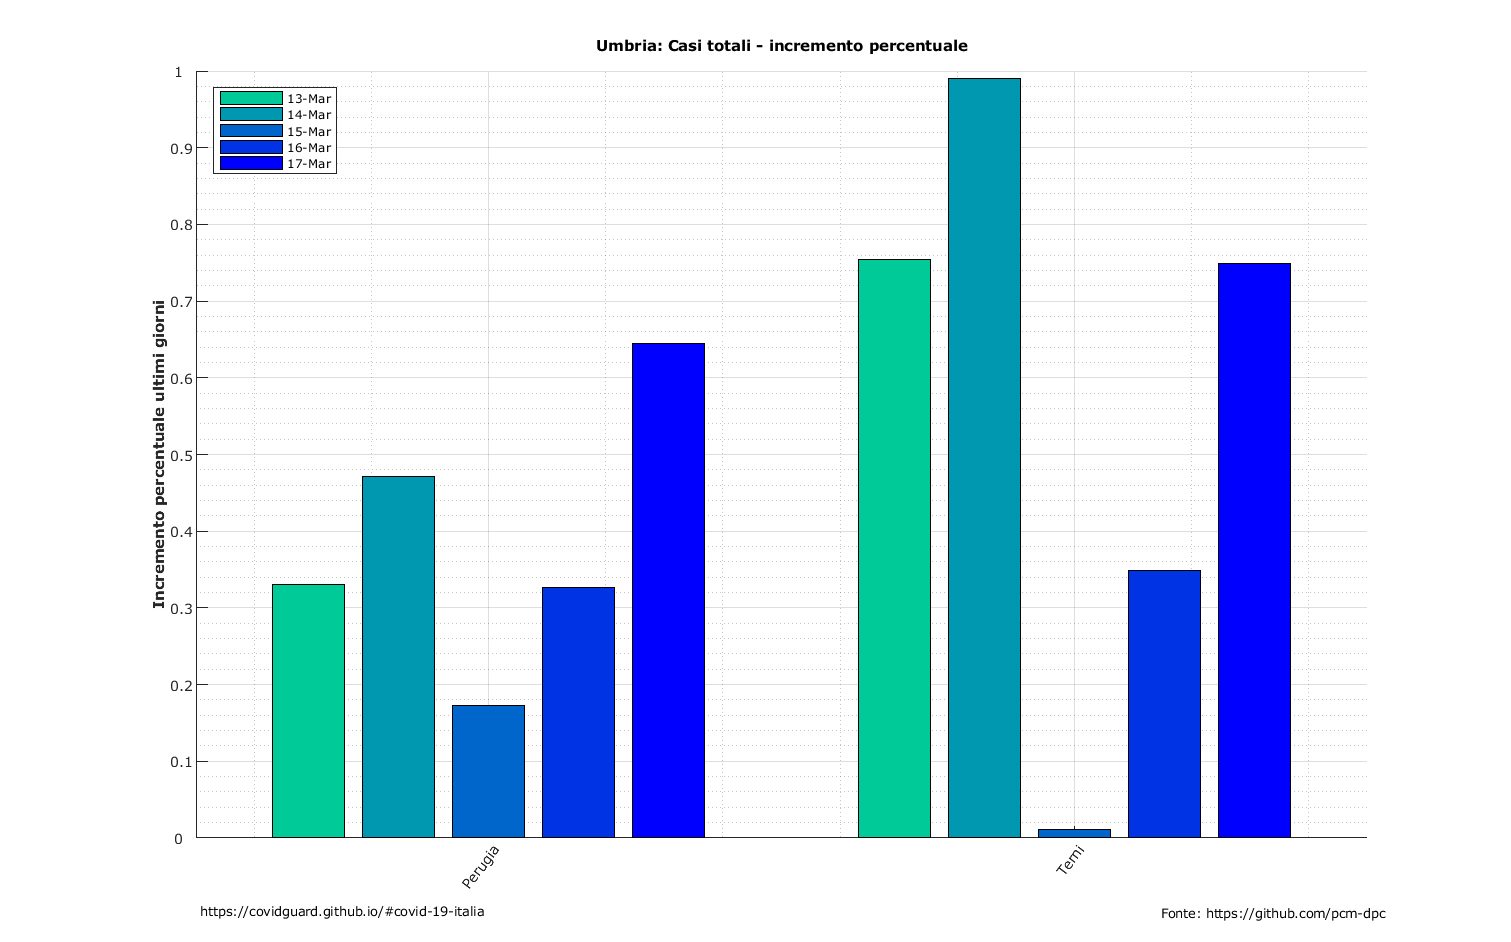 Umbria: Casi totali - incremento percentuale
1
0.9
0.8
0.7
0.6
0.5
0.4
0.3
0.2
0.1
0
Incremento percentuale ultimi giorni
13-Mar
14-Mar
15-Mar
16-Mar
17-Mar
Perugia
Terni
https://covidguard.github.io/#covid-19-italia
Fonte: https://github.com/pcm-dpc